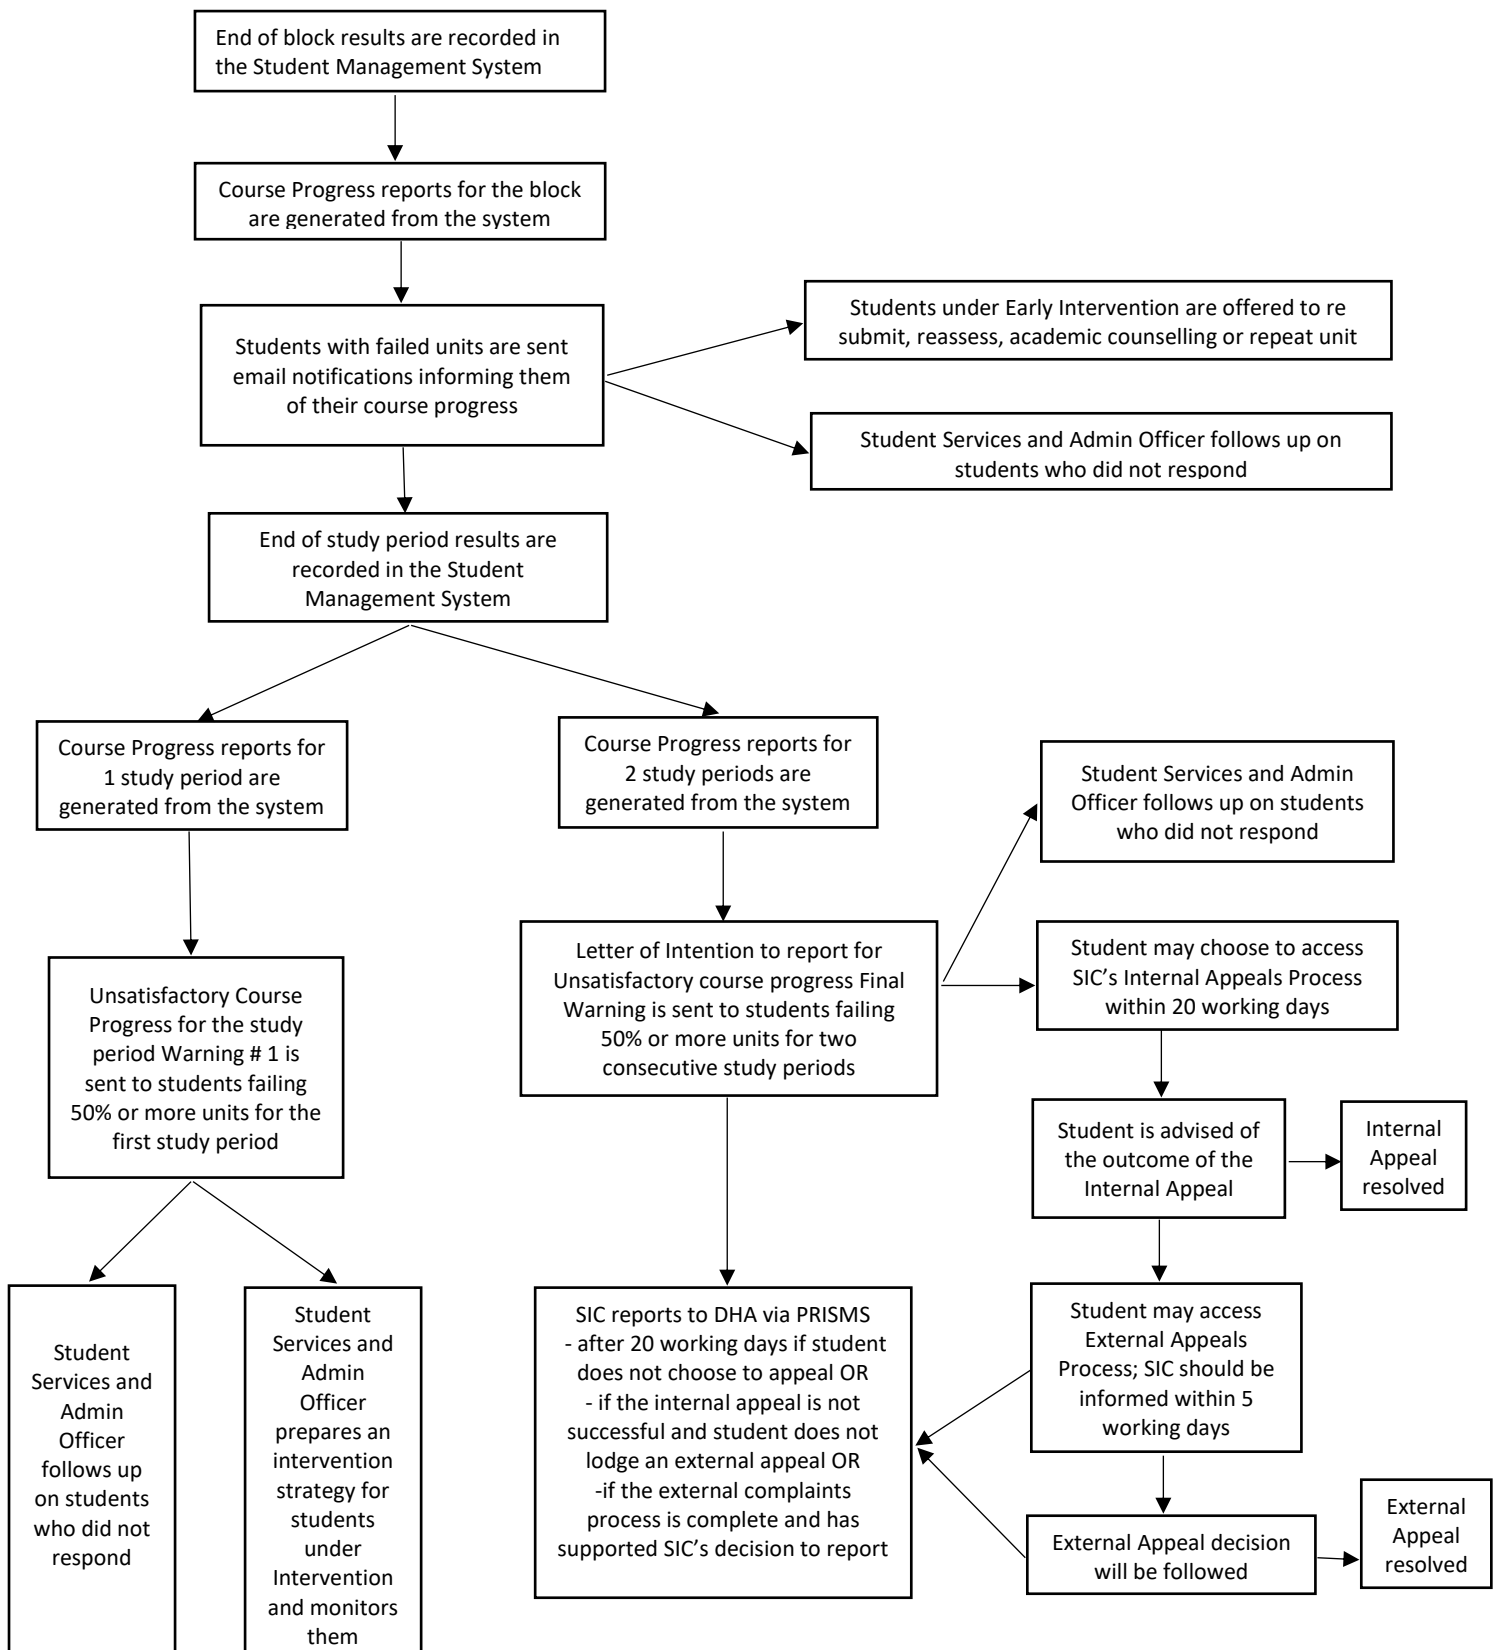 End of block results are recorded in
the Student Management System
Course Progress reports for the block
are generated from the system
Students with failed units are sent
email notifications informing them
of their course progress
Students under Early Intervention are offered to re
submit, reassess, academic counselling or repeat unit
Student Services and Admin Officer follows up on
students who did not respond
End of study period results are
recorded in the Student
Management System
Course Progress reports for
1 study period are
generated from the system
Course Progress reports for
2 study periods are
generated from the system
Student Services and Admin
Officer follows up on students
who did not respond
Unsatisfactory Course
Progress for the study
period Warning # 1 is
sent to students failing
50% or more units for the
first study period
Letter of Intention to report for
Unsatisfactory course progress Final
Warning is sent to students failing
50% or more units for two
consecutive study periods
Student may choose to access
SIC’s Internal Appeals Process
within 20 working days
Student is advised of
the outcome of the
Internal Appeal
Internal
Appeal
resolved
Student
Services and
Admin
Officer
follows up
on students
who did not
respond
Student
Services and
Admin
Officer
prepares an
intervention
strategy for
students
under
Intervention
and monitors
them
SIC reports to DHA via PRISMS
- after 20 working days if student
does not choose to appeal OR
- if the internal appeal is not
successful and student does not
lodge an external appeal OR
-if the external complaints
process is complete and has
supported SIC’s decision to report
Student may access
External Appeals
Process; SIC should be
informed within 5
working days
External Appeal decision
will be followed
External
Appeal
resolved